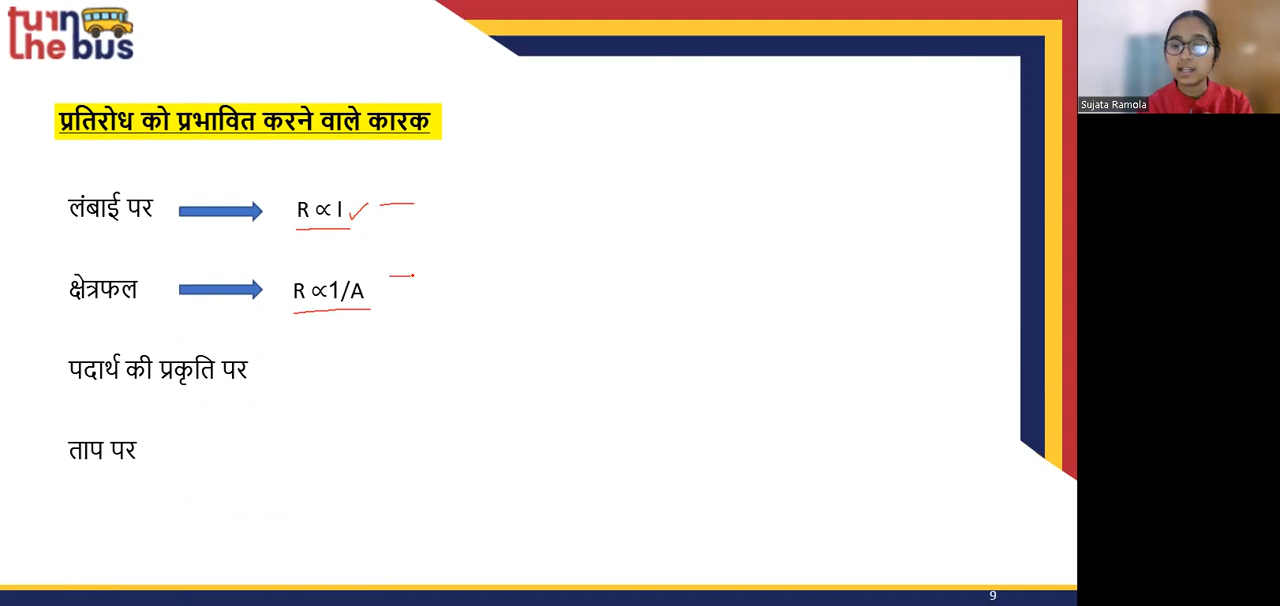 turn
the bus
Sujata Ramola
प्रतिरोध को प्रभावित करने वाले कारक
लंबाई पर R ∝ l
क्षेत्रफल R ∝1/A
पदार्थ की प्रकृति पर
ताप पर
9